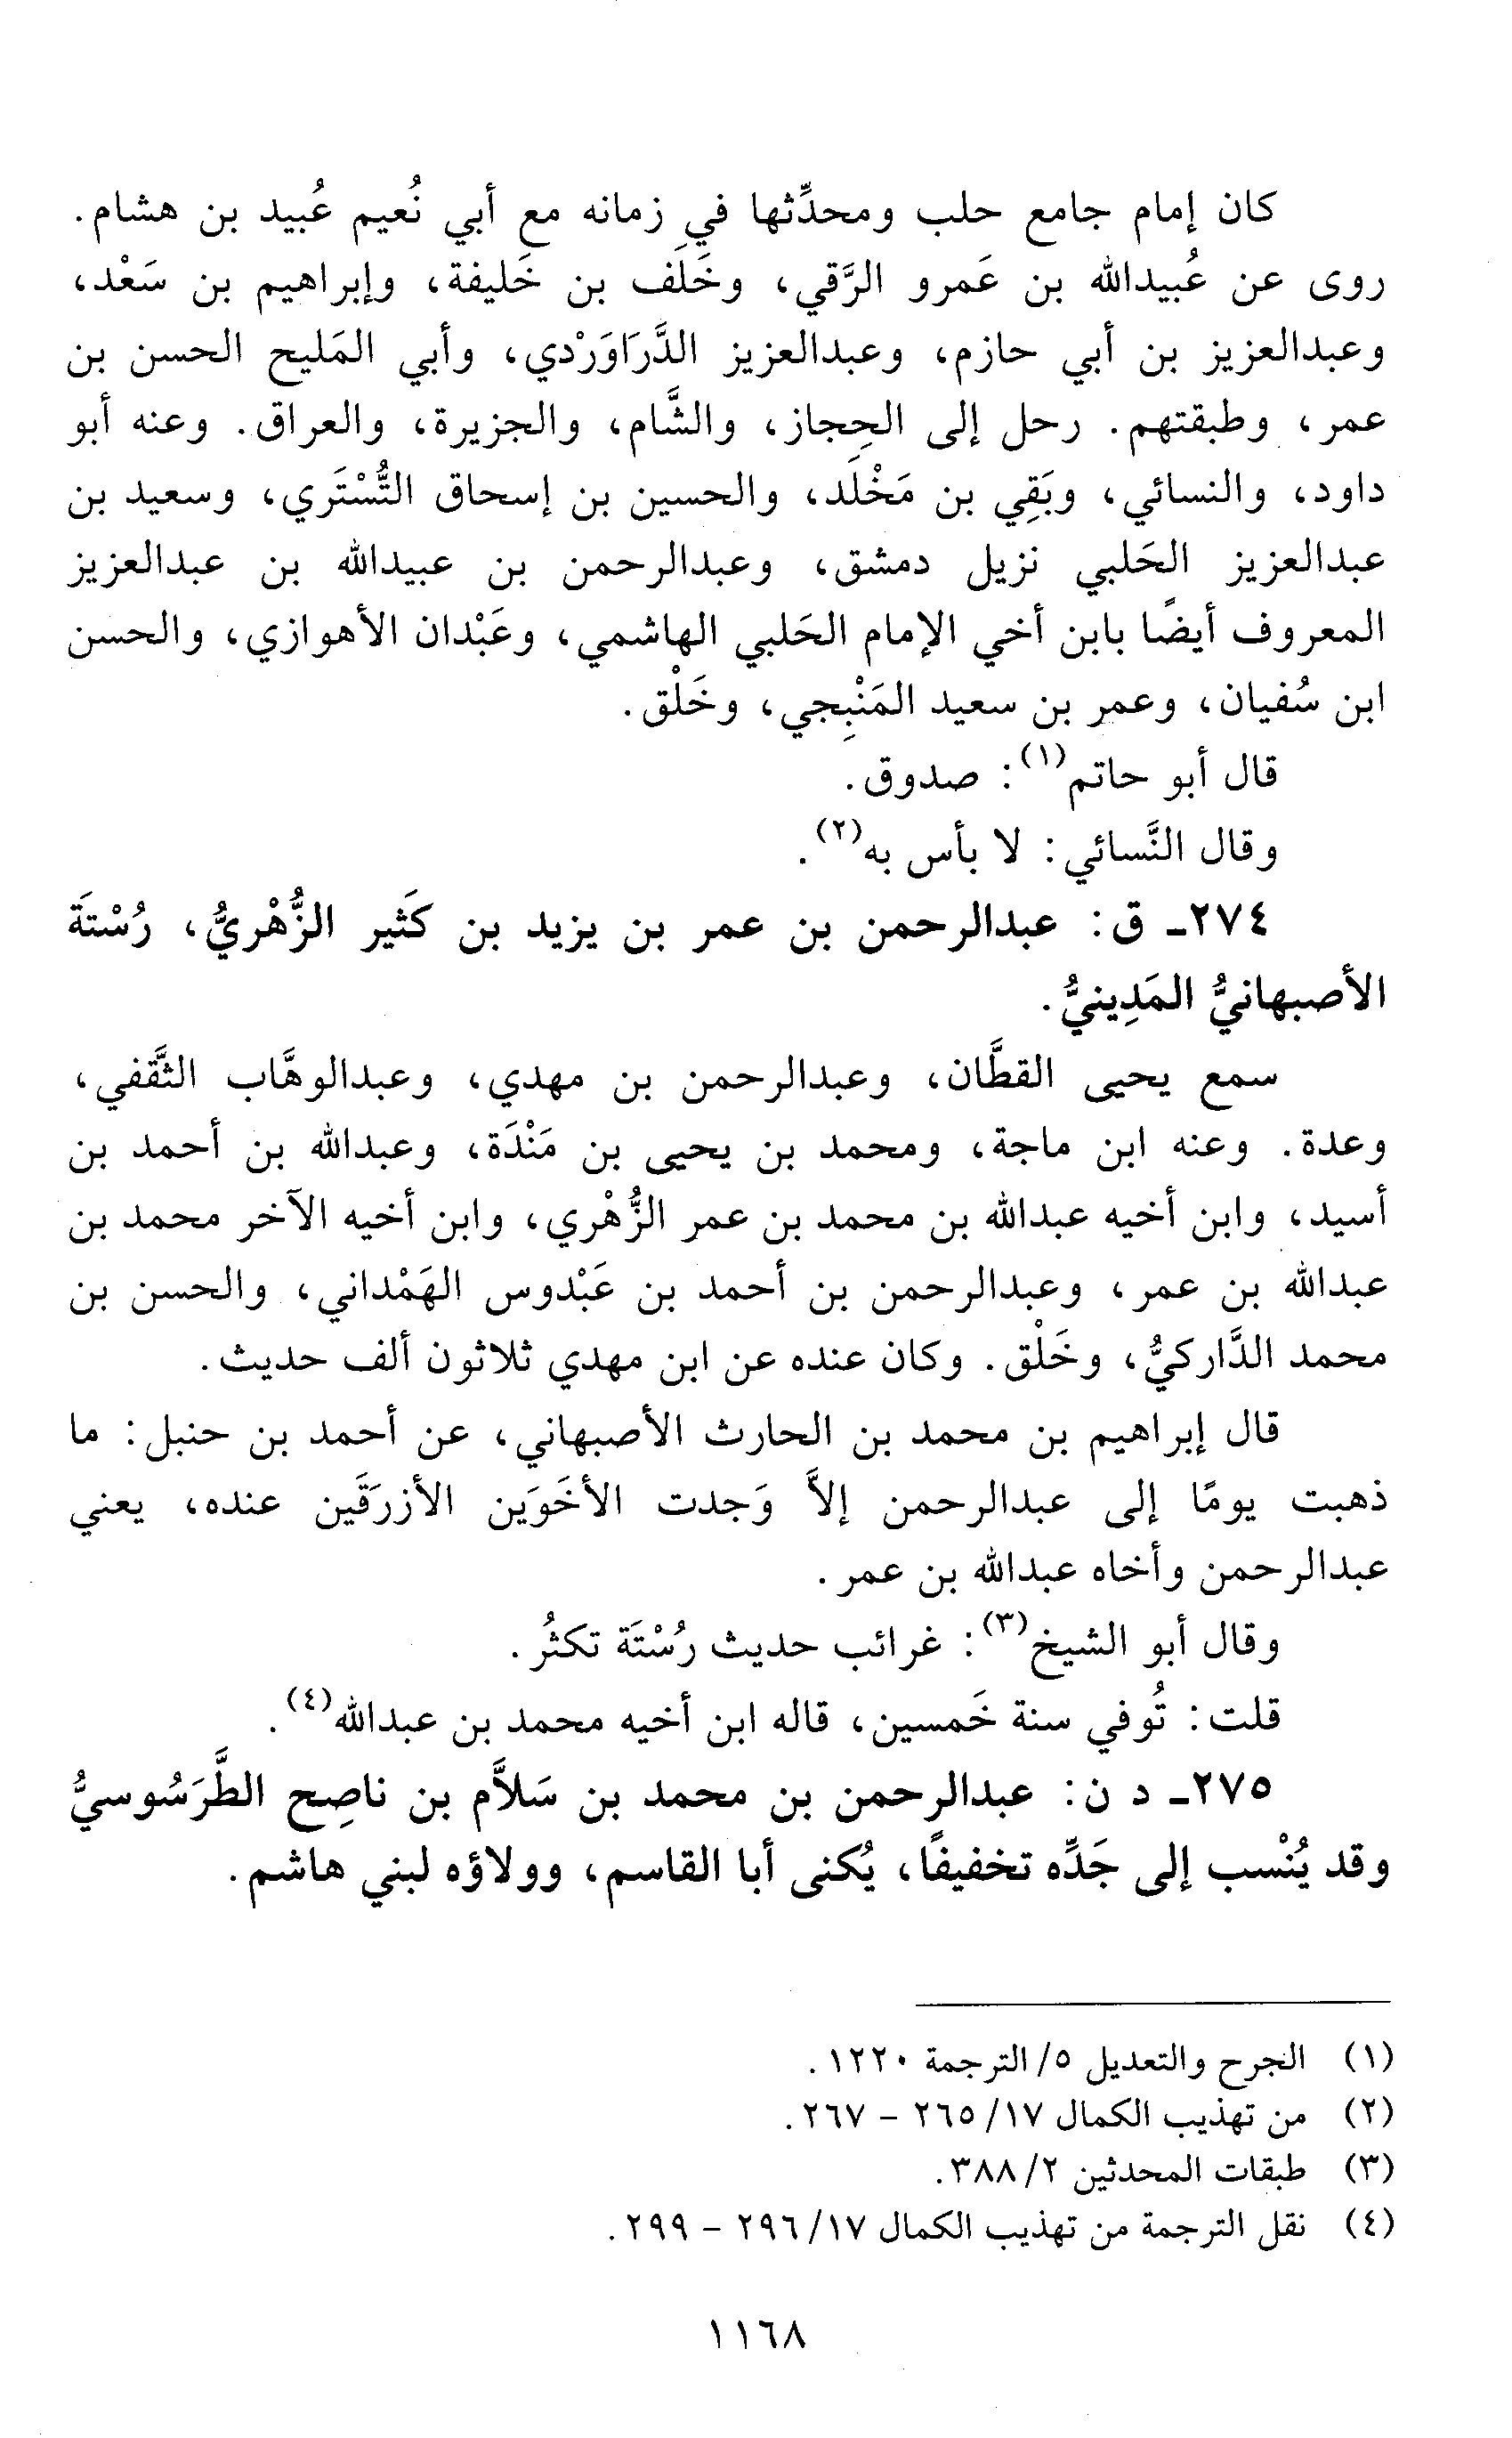 كان إمام جامع حلب ومحدِّثها في زمانه مع أبي نُعيم عُبيد بن هشام.
روى عن عُبيدالله بن عَمرو الرَّقي، وخَلَف بن خَليفة، وإبراهيم بن سَعْد،
وعبدالعزيز بن أبي حازم، وعبدالعزيز الدَّرَاوَرْدي، وأبي المَليح الحسن بن
عمر، وطبقتهم. رحل إلى الحِجاز، والشَّام، والجزيرة، والعراق. وعنه أبو
داود، والنسائي، وبَقِي بن مَخْلَد، والحسين بن إسحاق التُّسْتَري، وسعيد بن
عبدالعزيز الحَلبي نزيل دمشق، وعبدالرحمن بن عبيدالله بن عبدالعزيز
المعروف أيضًا بابن أخي الإمام الحَلبي الهاشمي، وعَبْدان الأهوازي، والحسن
ابن سُفيان، وعمر بن سعيد المَنْبِجي، وخَلْق.
قال أبو حاتم(١): صدوق.
وقال النَّسائي: لا بأس به(٢).
٢٧٤- ق: عبدالرحمن بن عمر بن يزيد بن كَثير الزُّهْريُّ، رُسْتَة
الأصبهانيُّ المَدِينيُّ.
سمع يحيى القطَّان، وعبدالرحمن بن مهدي، وعبدالوهَّاب الثَّقفي،
وعدة. وعنه ابن ماجة، ومحمد بن يحيى بن مَنْدَة، وعبدالله بن أحمد بن
أسيد، وابن أخيه عبدالله بن محمد بن عمر الزُّهْري، وابن أخيه الآخر محمد بن
عبدالله بن عمر، وعبدالرحمن بن أحمد بن عَبْدوس الهَمْداني، والحسن بن
محمد الدَّاركيُّ، وخَلْق. وكان عنده عن ابن مهدي ثلاثون ألف حديث.
قال إبراهيم بن محمد بن الحارث الأصبهاني، عن أحمد بن حنبل: ما
ذهبت يومًا إلى عبدالرحمن إلاَّ وَجدت الأخَوَين الأزرَقَين عنده، يعني
عبدالرحمن وأخاه عبدالله بن عمر.
وقال أبو الشيخ(٣): غرائب حديث رُسْتَة تكثُر.
قلت: تُوفي سنة خَمسين، قاله ابن أخيه محمد بن عبدالله(٤).
٢٧٥- د ن: عبدالرحمن بن محمد بن سَلاَّم بن ناصِح الطَّرَسُوسيُّ
وقد يُنْسب إلى جَدِّه تخفيفًا، يُكنى أبا القاسم، وولاؤه لبني هاشم.
(١) الجرح والتعديل ٥/ الترجمة ١٢٢٠.
(٢) من تهذيب الكمال ١٧/ ٢٦٥ - ٢٦٧.
(٣) طبقات المحدثين ٢/ ٣٨٨.
(٤) نقل الترجمة من تهذيب الكمال ١٧/ ٢٩٦ - ٢٩٩.
١١٦٨